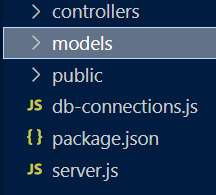 controllers
models
public
JS db-connections.js
{ } package.json
JS server.js